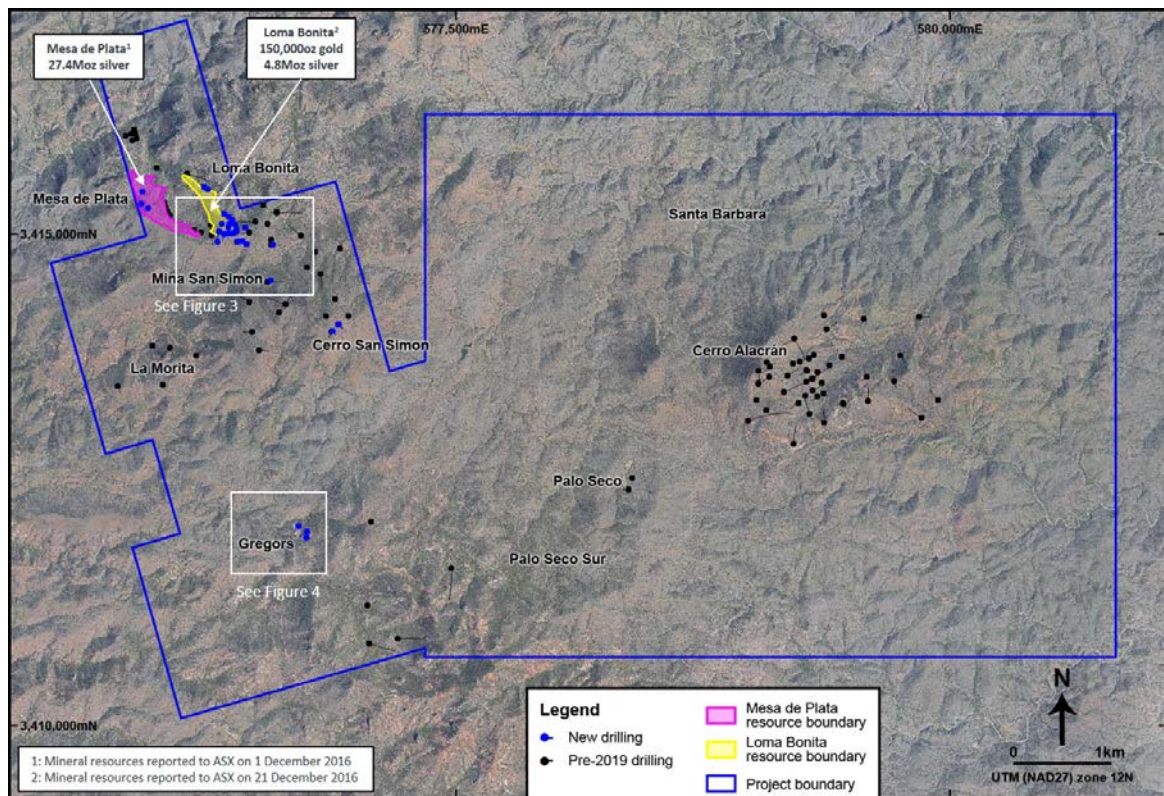 577,500mE
580,000mE
Mesa de Plata¹
27.4Moz silver
Loma Bonita²
150,000oz gold
4.8Moz silver
Loma Bonita
Mesa de Plata
Santa Barbara
3,415,000mN
Mina San Simon
See Figure 3
Cerro San Simon
Cerro Alacrán
La Morita
Palo Seco
Gregors
Palo Seco Sur
See Figure 4
3,410,000mN
1: Mineral resources reported to ASX on 1 December 2016
2: Mineral resources reported to ASX on 21 December 2016
Legend
New drilling
Pre-2019 drilling
Mesa de Plata
resource boundary
Loma Bonita
resource boundary
Project boundary
N
0 1km
UTM (NAD27) zone 12N